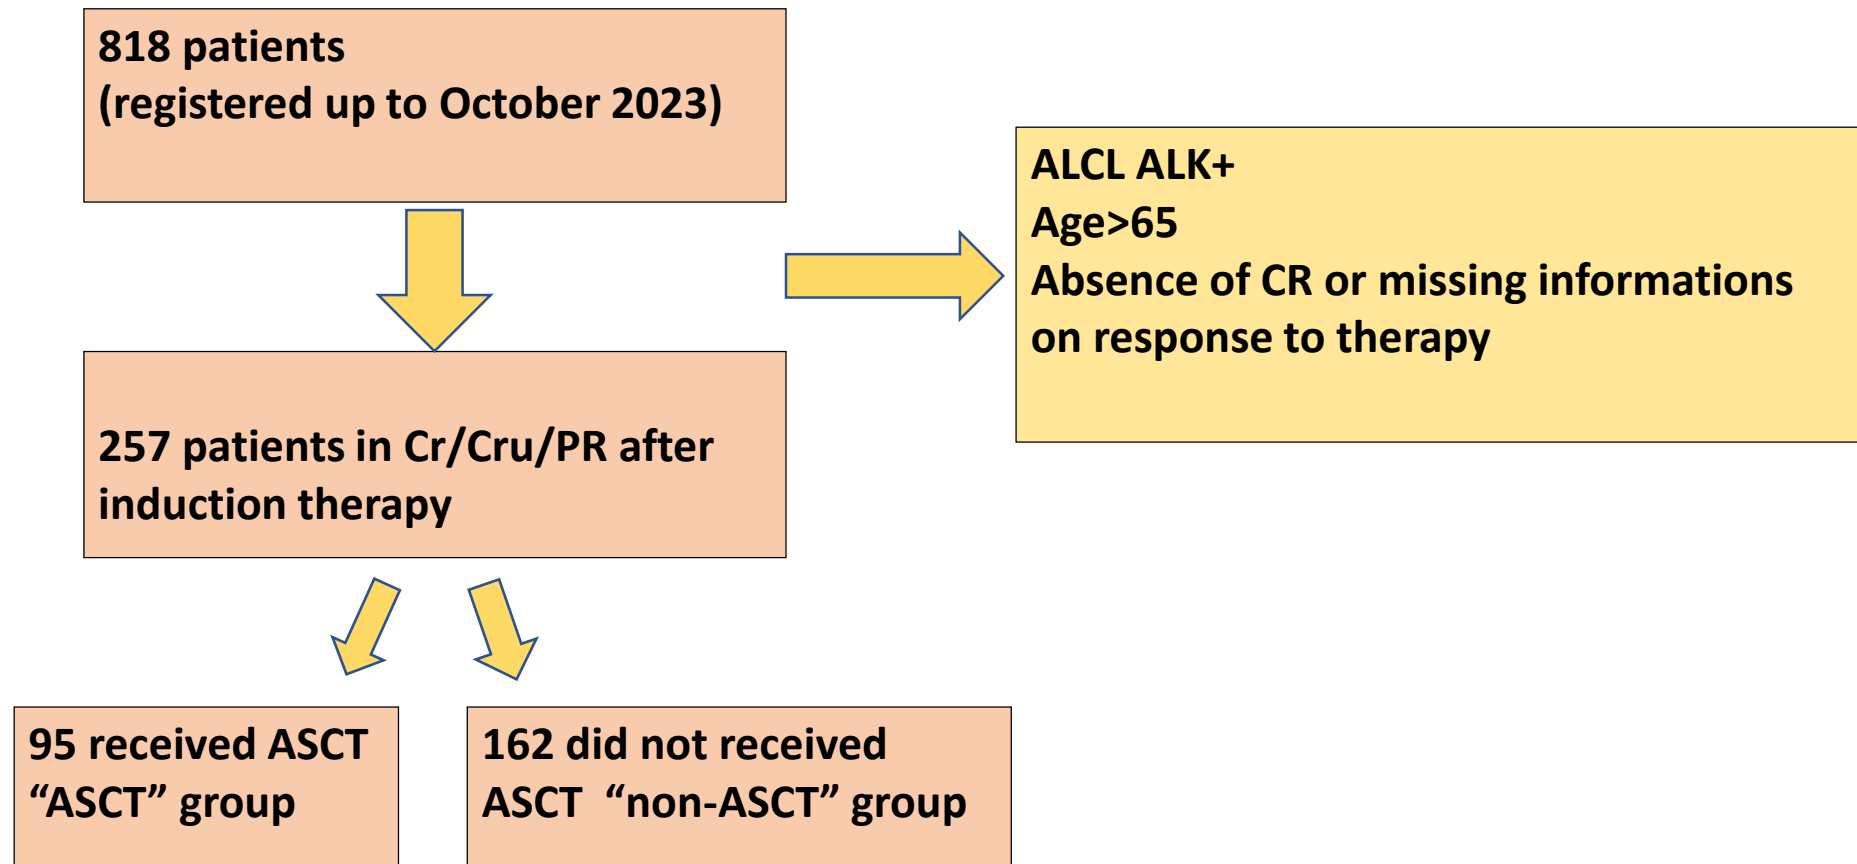 818 patients
(registered up to October 2023)
ALCL ALK+
Age>65
Absence of CR or missing informations
on response to therapy
257 patients in Cr/Cru/PR after
induction therapy
95 received ASCT
“ASCT” group
162 did not received
ASCT “non-ASCT” group